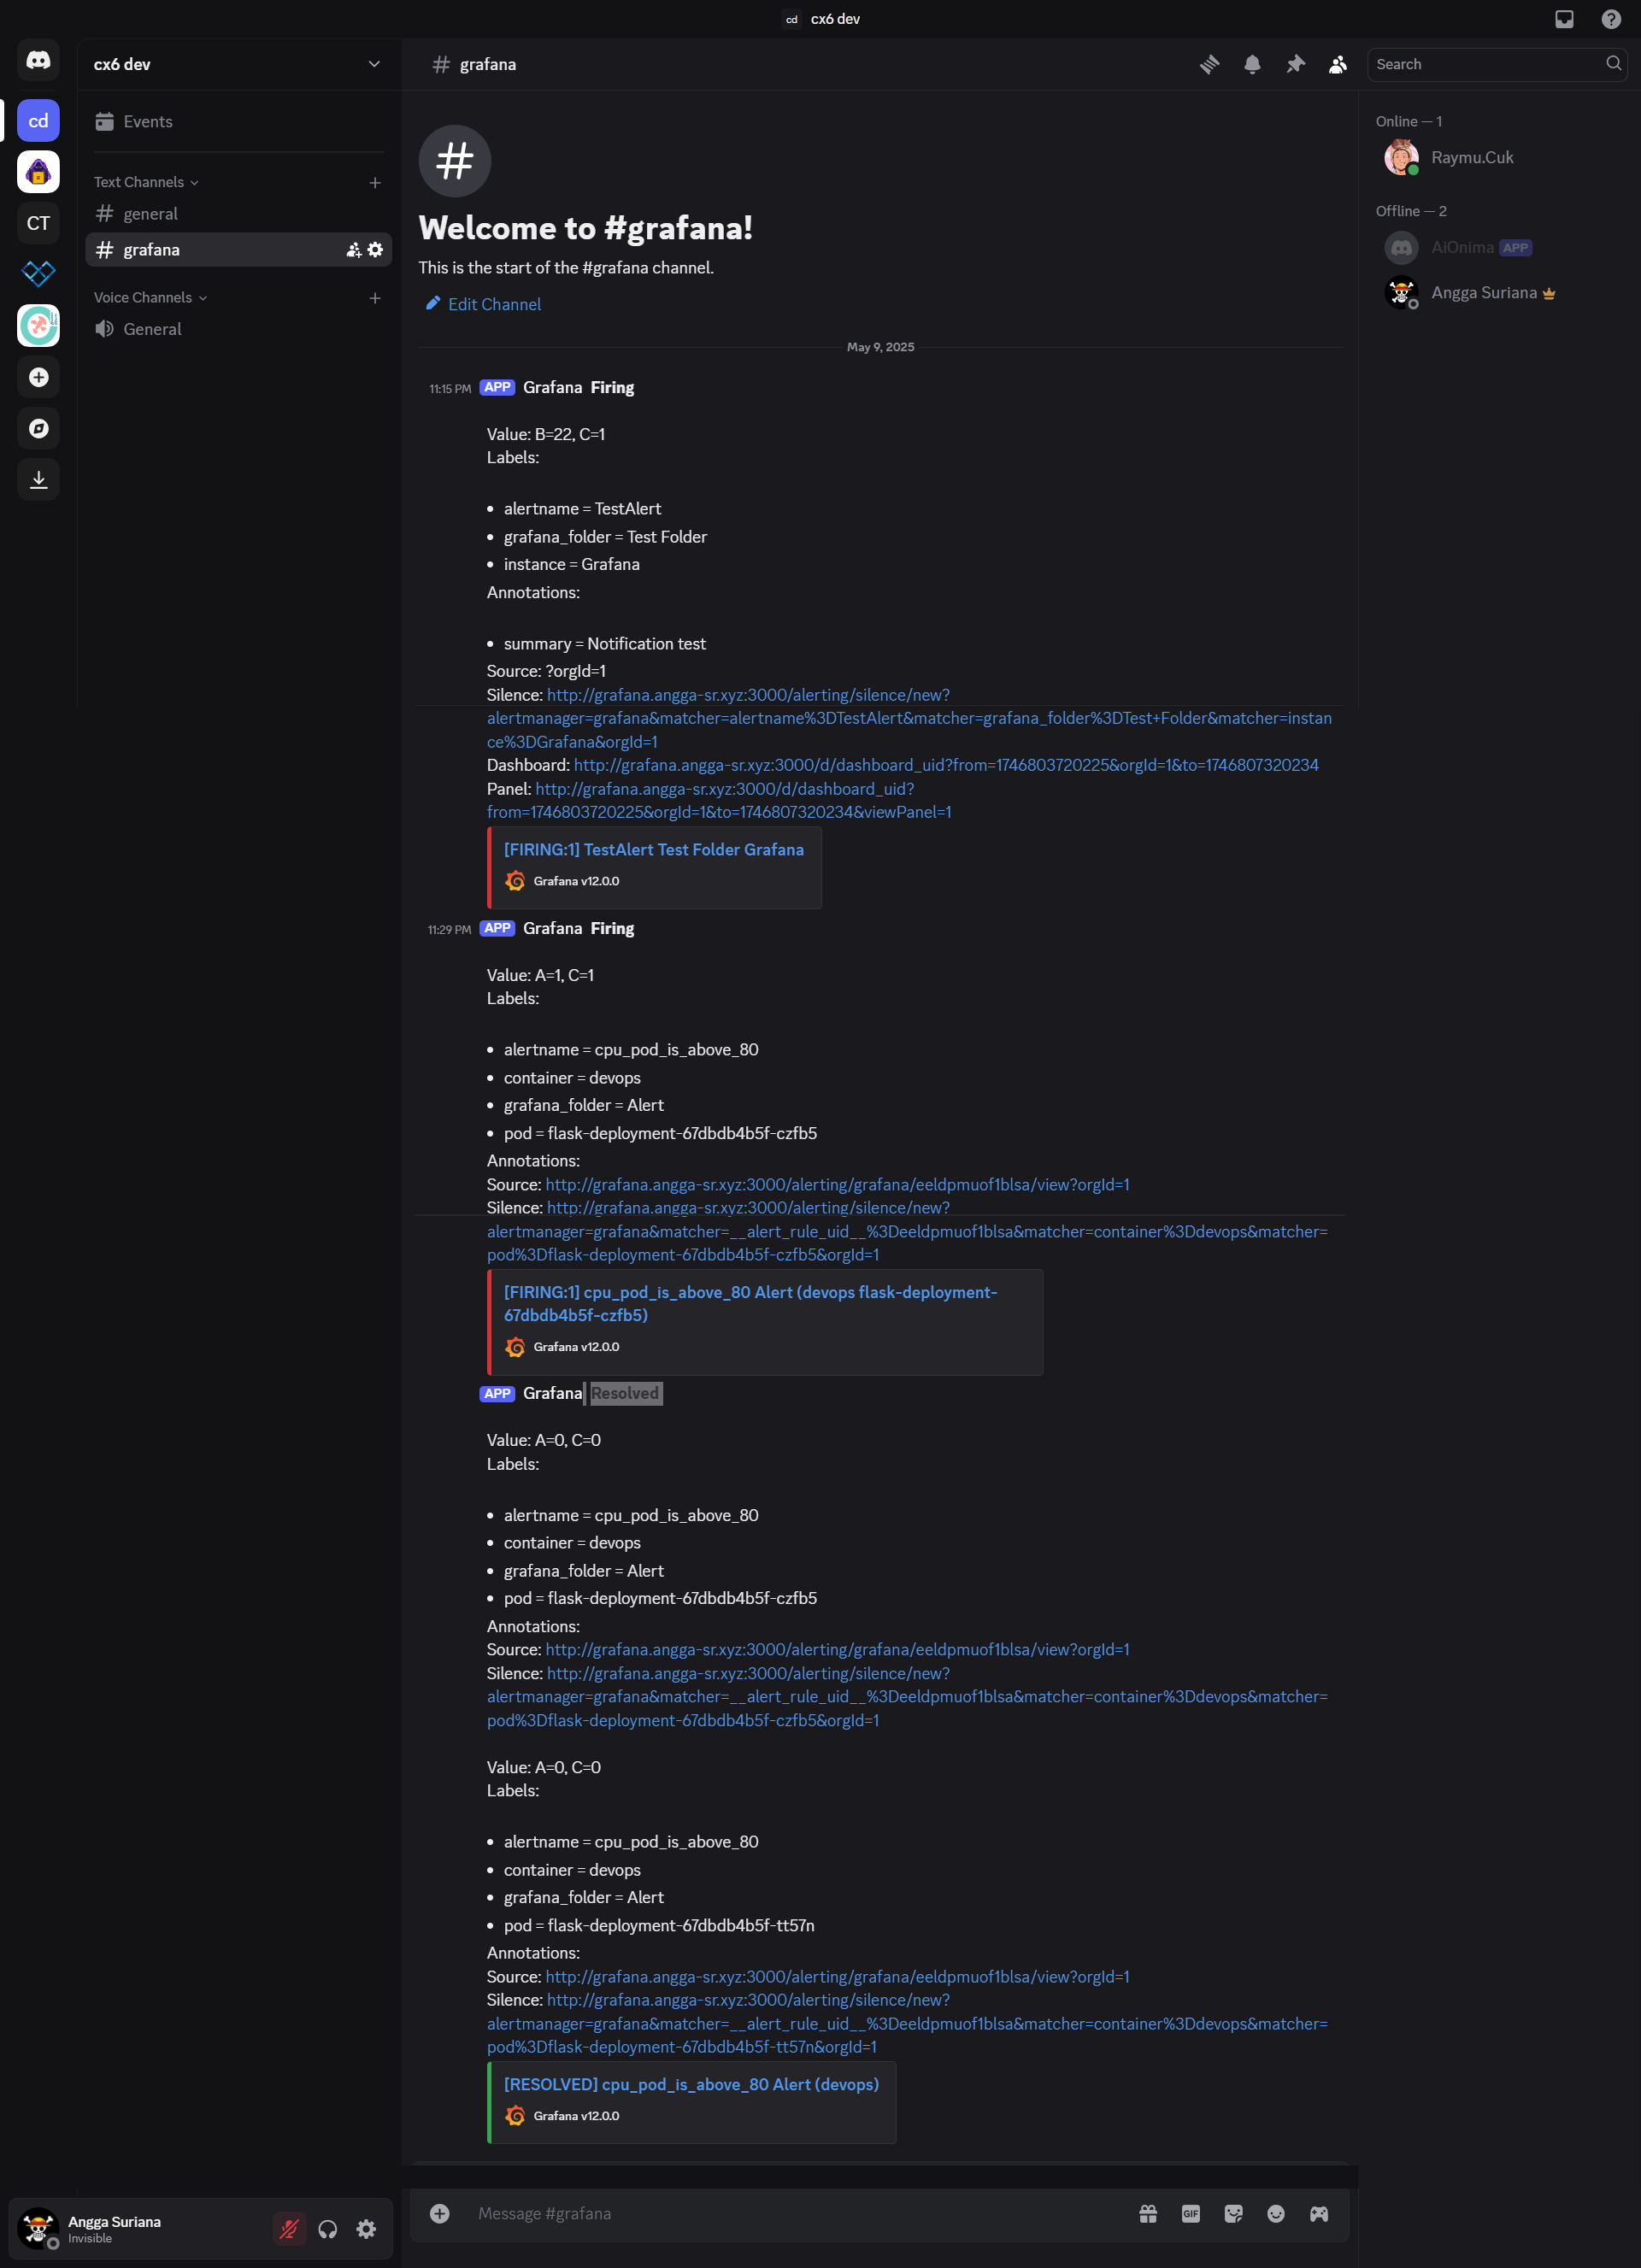 cd cx6 dev
cx6 dev
cd
CT
Events
Text Channels
general
grafana
Voice Channels
General
grafana
Search
Welcome to #grafana!
This is the start of the #grafana channel.
Edit Channel
May 9, 2025
11:15 PM APP Grafana Firing
Value: B=22, C=1
Labels:
• alertname = TestAlert
• grafana_folder = Test Folder
• instance = Grafana
Annotations:
• summary = Notification test
Source: ?orgId=1
Silence: http://grafana.angga-sr.xyz:3000/alerting/silence/new?
alertmanager=grafana&matcher=alertname%3DTestAlert&matcher=grafana_folder%3DTest+Folder&matcher=instan
ce%3DGrafana&orgId=1
Dashboard: http://grafana.angga-sr.xyz:3000/d/dashboard_uid?from=1746803720225&orgId=1&to=1746807320234
Panel: http://grafana.angga-sr.xyz:3000/d/dashboard_uid?
from=1746803720225&orgId=1&to=1746807320234&viewPanel=1
[FIRING:1] TestAlert Test Folder Grafana
Grafana v12.0.0
11:29 PM APP Grafana Firing
Value: A=1, C=1
Labels:
• alertname = cpu_pod_is_above_80
• container = devops
• grafana_folder = Alert
• pod = flask-deployment-67dbdb4b5f-czfb5
Annotations:
Source: http://grafana.angga-sr.xyz:3000/alerting/grafana/eeldpmuof1blsa/view?orgId=1
Silence: http://grafana.angga-sr.xyz:3000/alerting/silence/new?
alertmanager=grafana&matcher=__alert_rule_uid__%3Deeldpmuof1blsa&matcher=container%3Ddevops&matcher=
pod%3Dflask-deployment-67dbdb4b5f-czfb5&orgId=1
[FIRING:1] cpu_pod_is_above_80 Alert (devops flask-deployment-
67dbdb4b5f-czfb5)
Grafana v12.0.0
APP Grafana Resolved
Value: A=0, C=0
Labels:
• alertname = cpu_pod_is_above_80
• container = devops
• grafana_folder = Alert
• pod = flask-deployment-67dbdb4b5f-czfb5
Annotations:
Source: http://grafana.angga-sr.xyz:3000/alerting/grafana/eeldpmuof1blsa/view?orgId=1
Silence: http://grafana.angga-sr.xyz:3000/alerting/silence/new?
alertmanager=grafana&matcher=__alert_rule_uid__%3Deeldpmuof1blsa&matcher=container%3Ddevops&matcher=
pod%3Dflask-deployment-67dbdb4b5f-czfb5&orgId=1
Value: A=0, C=0
Labels:
• alertname = cpu_pod_is_above_80
• container = devops
• grafana_folder = Alert
• pod = flask-deployment-67dbdb4b5f-tt57n
Annotations:
Source: http://grafana.angga-sr.xyz:3000/alerting/grafana/eeldpmuof1blsa/view?orgId=1
Silence: http://grafana.angga-sr.xyz:3000/alerting/silence/new?
alertmanager=grafana&matcher=__alert_rule_uid__%3Deeldpmuof1blsa&matcher=container%3Ddevops&matcher=
pod%3Dflask-deployment-67dbdb4b5f-tt57n&orgId=1
[RESOLVED] cpu_pod_is_above_80 Alert (devops)
Grafana v12.0.0
Message #grafana
GIF
Online — 1
Raymu.Cuk
Offline — 2
AiOnima APP
Angga Suriana
Angga Suriana
Invisible